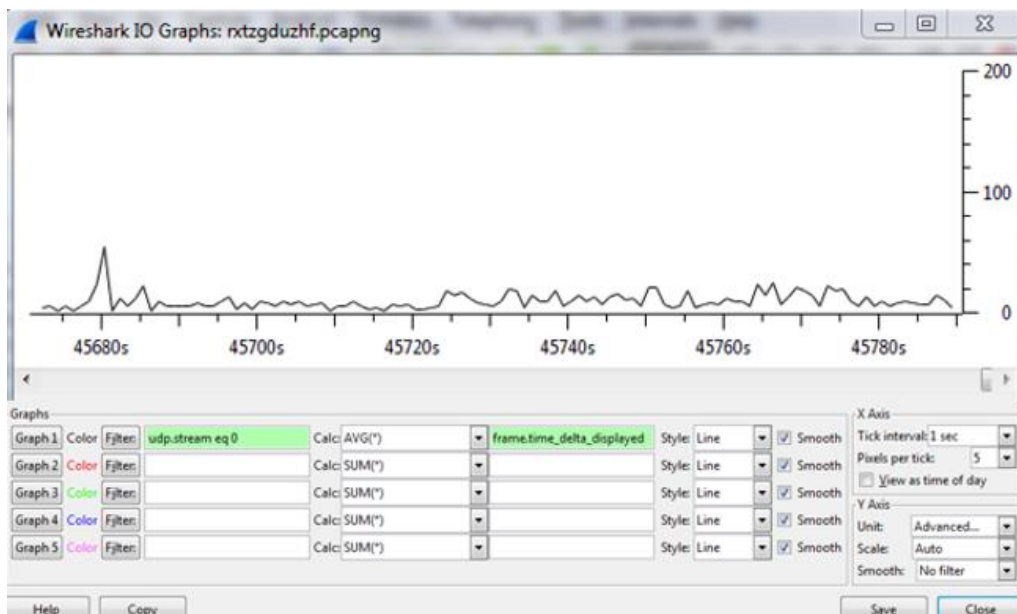 Wireshark IO Graphs: rxtzgduzhf.pcapng
200
100
0
45680s 45700s 45720s 45740s 45760s 45780s
Graphs
X Axis
Graph 1 Color Filter: udp.stream eq 0 Calc: AVG(*) frame.time_delta_displayed Style: Line Smooth
Tick interval: 1 sec
Graph 2 Color Filter: Calc: SUM(*) Style: Line Smooth
Pixels per tick: 5
Graph 3 Color Filter: Calc: SUM(*) Style: Line Smooth
View as time of day
Y Axis
Graph 4 Color Filter: Calc: SUM(*) Style: Line Smooth
Unit: Advanced...
Graph 5 Color Filter: Calc: SUM(*) Style: Line Smooth
Scale: Auto
Smooth: No filter
Help Copy Save Close